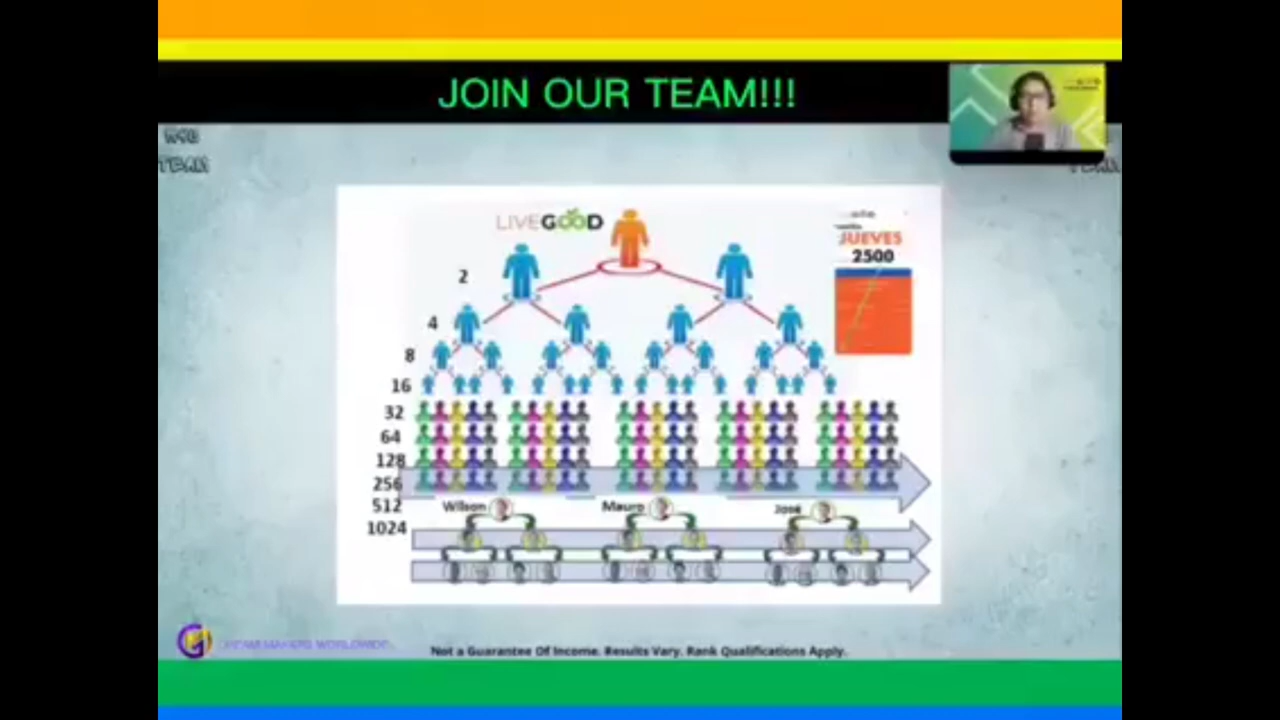 JOIN OUR TEAM!!!
TEAM
LIVEGOOD
JUEVES
2500
2
4
8
16
32
64
128
256
512
1024
Wilson
Mauro
José
Not a Guarantee Of Income. Results Vary. Rank Qualifications Apply.